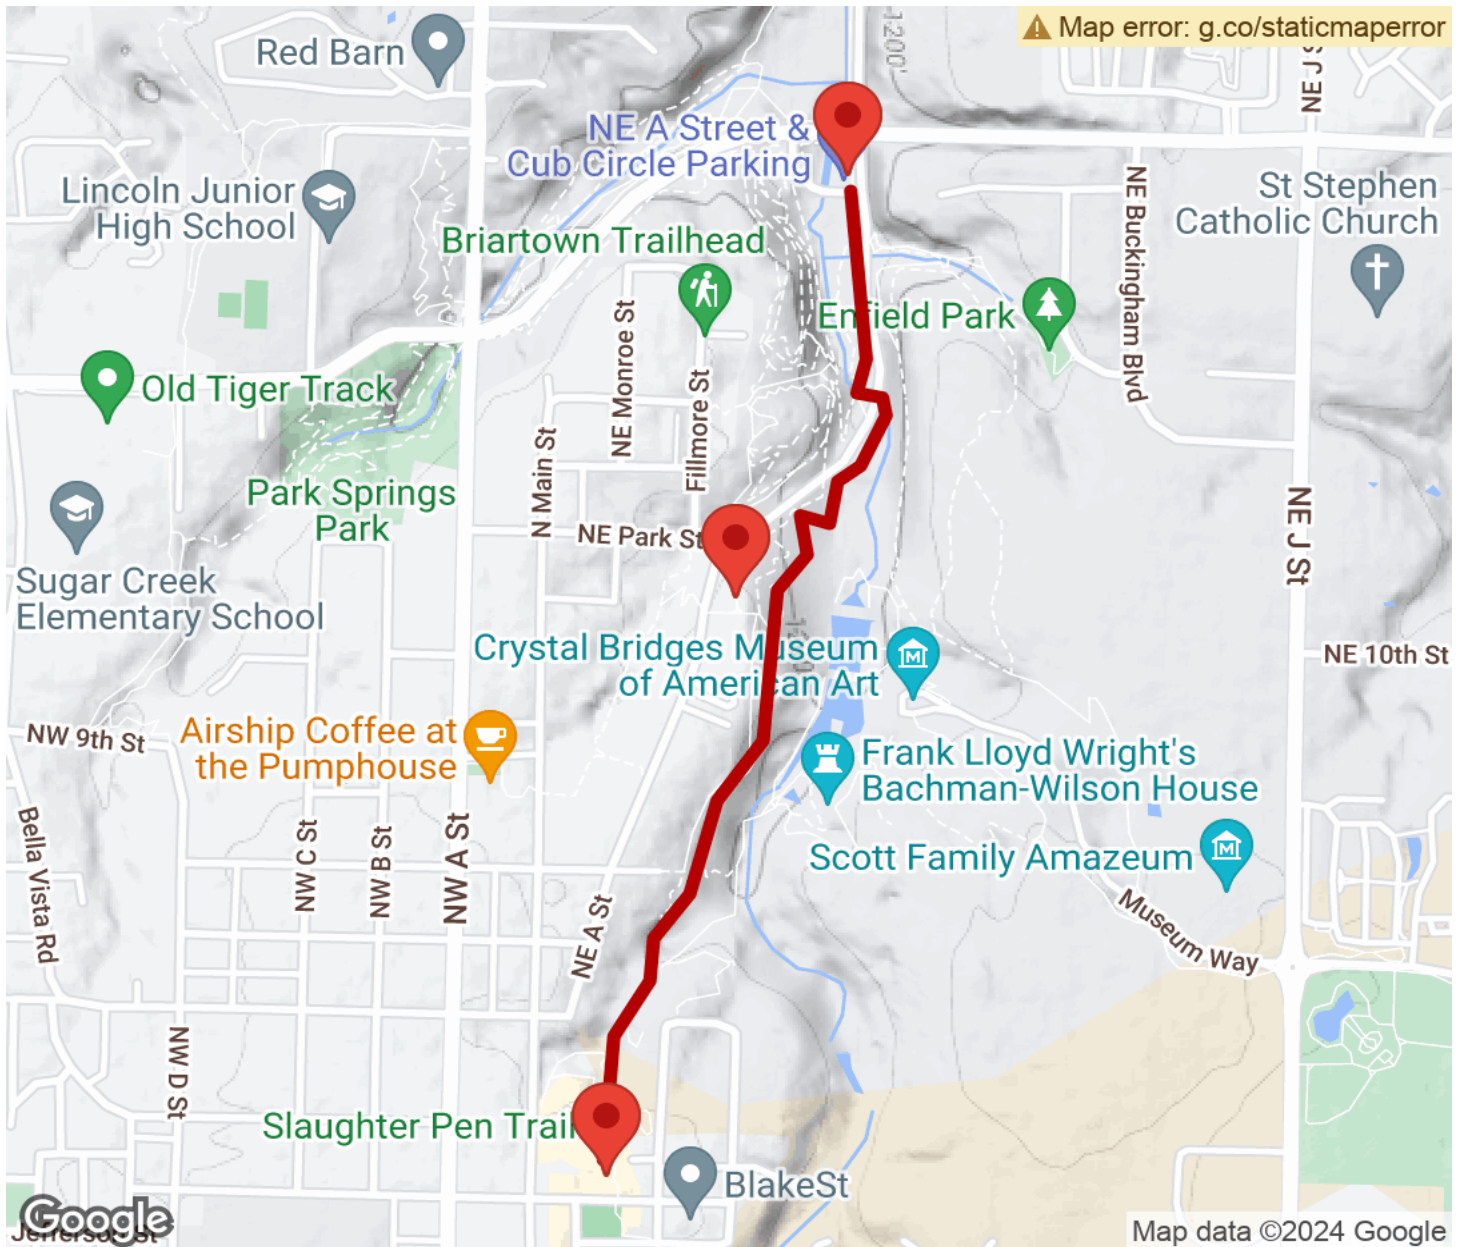 Map error: g.co/staticmaperror
Red Barn
1200'
NE J S
NE A Street &
Cub Circle Parking
Lincoln Junior
High School
St Stephen
Catholic Church
NE Buckingham Blvd
Briartown Trailhead
Enfield Park
NE Monroe St
Old Tiger Track
Fillmore St
N Main St
Park Springs
Park
NE Park St
NE J St
Sugar Creek
Elementary School
Crystal Bridges Museum
of American Art
NE 10th St
NW 9th St
Airship Coffee at
the Pumphouse
Frank Lloyd Wright's
Bachman-Wilson House
Bella Vista Rd
NW C St
NW B St
NW A St
Scott Family Amazeum
NE A St
Museum Way
NW D St
Slaughter Pen Trail
BlakeSt
Google
Jefferson St
Map data ©2024 Google